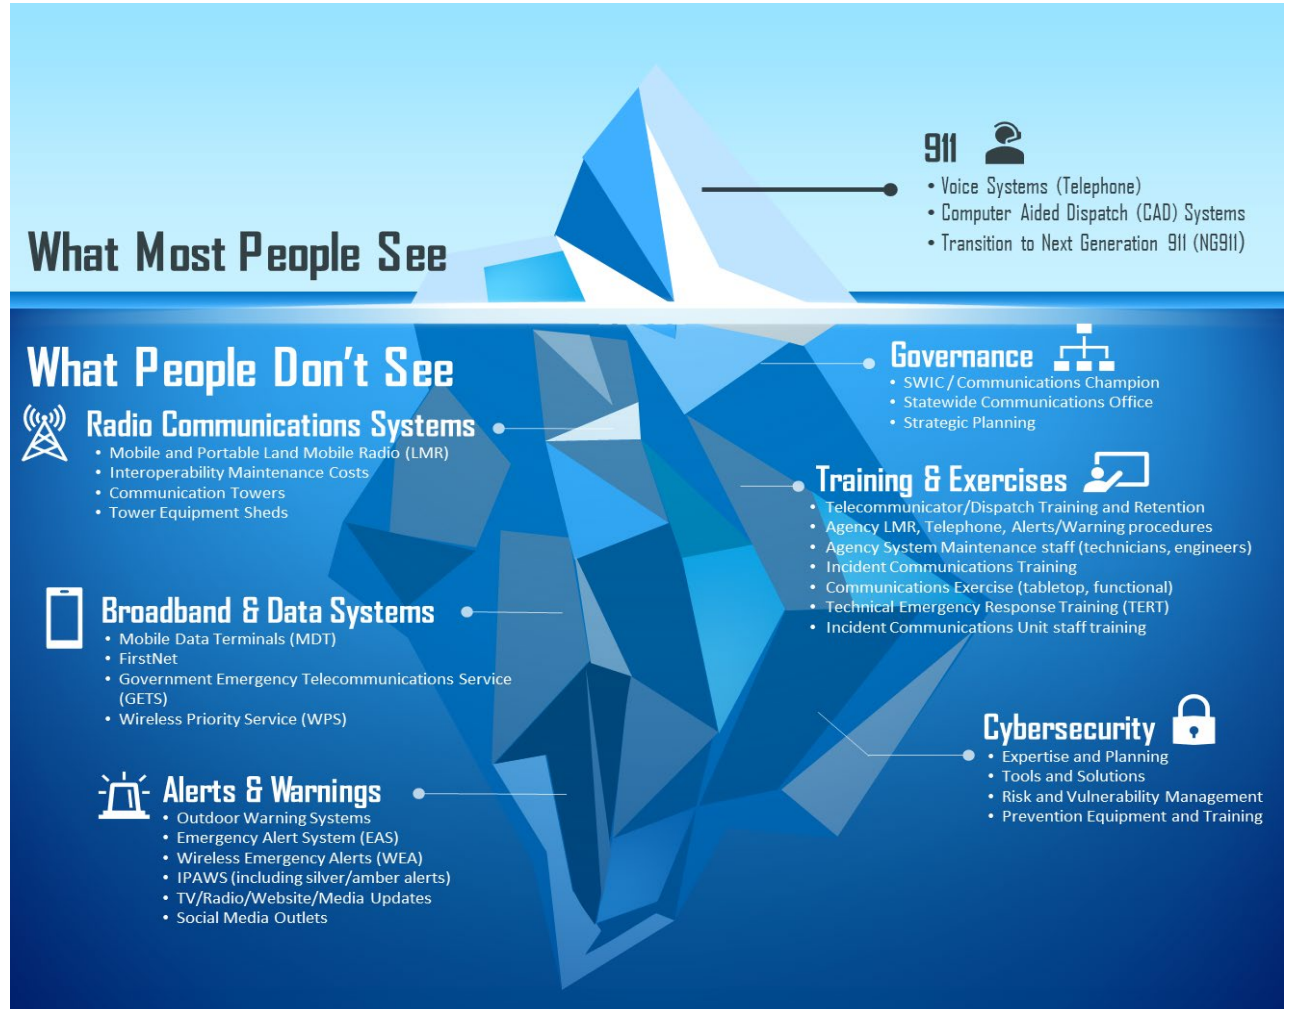 911
• Voice Systems (Telephone)
• Computer Aided Dispatch (CAD) Systems
• Transition to Next Generation 911 (NG911)
What Most People See
What People Don't See
Radio Communications Systems
• Mobile and Portable Land Mobile Radio (LMR)
• Interoperability Maintenance Costs
• Communication Towers
• Tower Equipment Sheds
Broadband & Data Systems
• Mobile Data Terminals (MDT)
• FirstNet
• Government Emergency Telecommunications Service
(GETS)
• Wireless Priority Service (WPS)
Alerts & Warnings
• Outdoor Warning Systems
• Emergency Alert System (EAS)
• Wireless Emergency Alerts (WEA)
• IPAWS (including silver/amber alerts)
• TV/Radio/Website/Media Updates
• Social Media Outlets
Governance
• SWIC / Communications Champion
• Statewide Communications Office
• Strategic Planning
Training & Exercises
• Telecommunicator/Dispatch Training and Retention
• Agency LMR, Telephone, Alerts/Warning procedures
• Agency System Maintenance staff (technicians, engineers)
• Incident Communications Training
• Communications Exercise (tabletop, functional)
• Technical Emergency Response Training (TERT)
• Incident Communications Unit staff training
Cybersecurity
• Expertise and Planning
• Tools and Solutions
• Risk and Vulnerability Management
• Prevention Equipment and Training